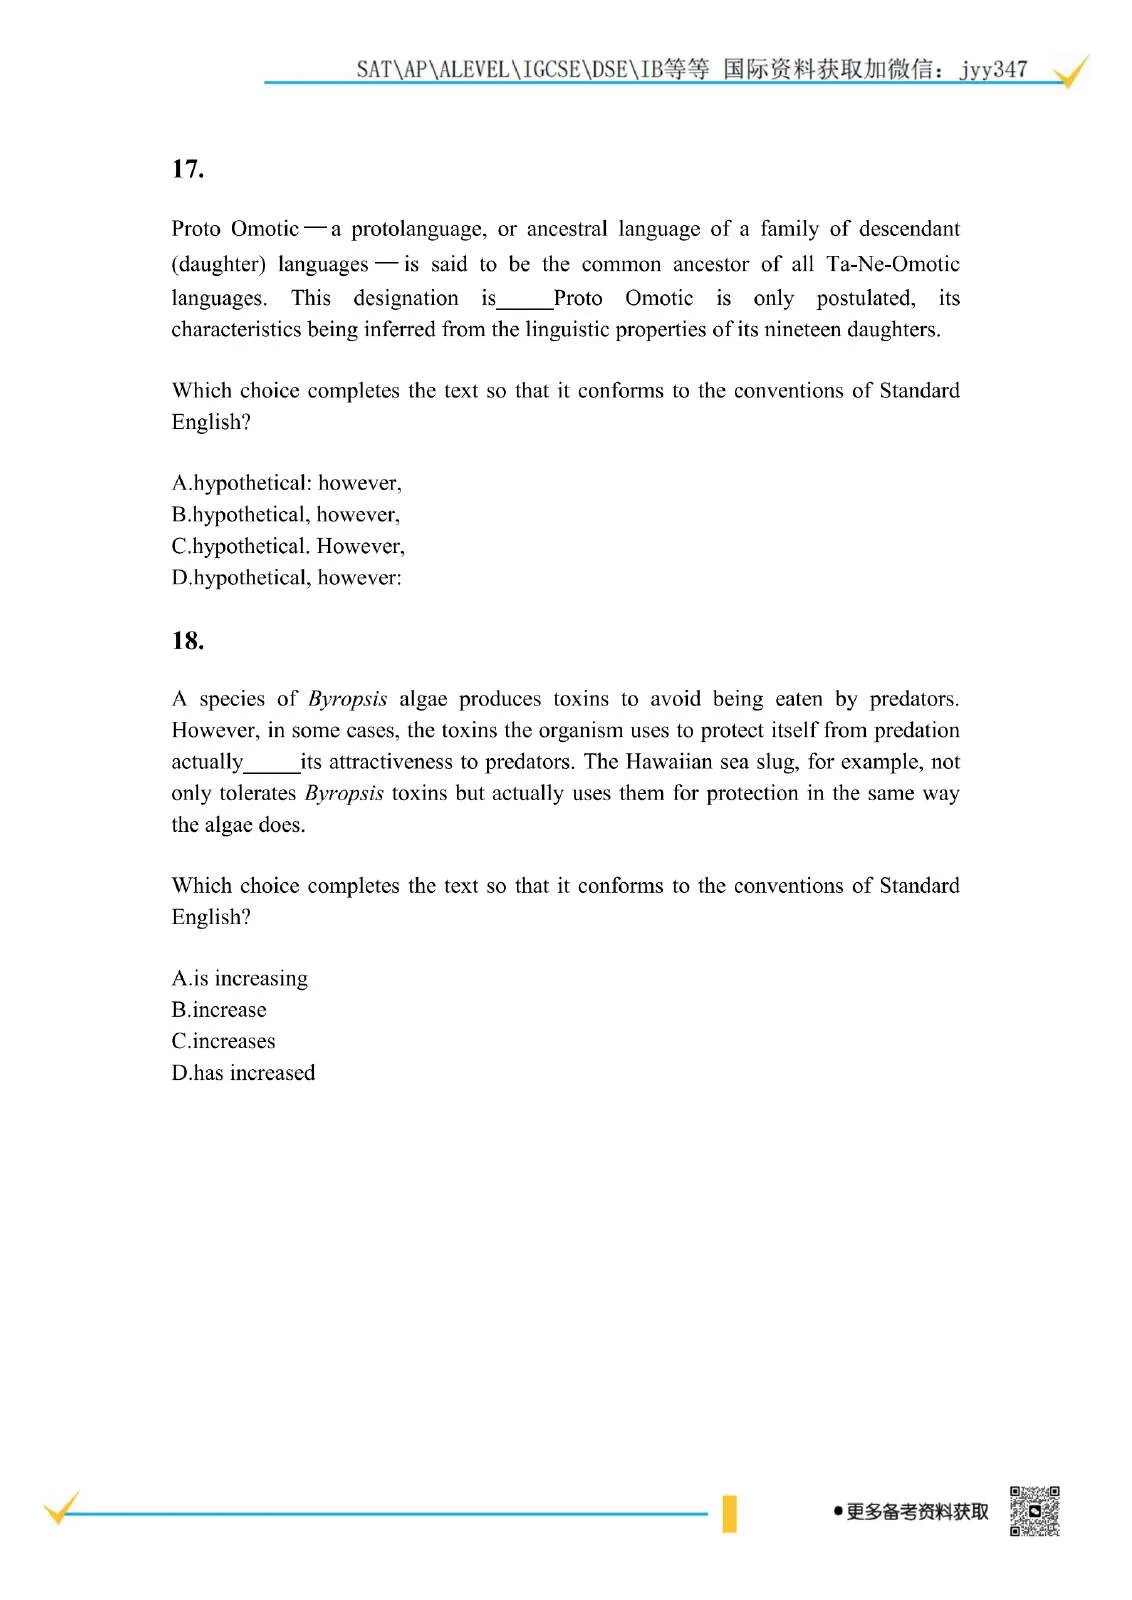 SAT\AP\ALEVEL\IGCSE\DSE\IB等等 国际资料获取加微信：jyy347
17.
Proto Omotic — a protolanguage, or ancestral language of a family of descendant
(daughter) languages — is said to be the common ancestor of all Ta-Ne-Omotic
languages. This designation is_____Proto Omotic is only postulated, its
characteristics being inferred from the linguistic properties of its nineteen daughters.
Which choice completes the text so that it conforms to the conventions of Standard
English?
A.hypothetical: however,
B.hypothetical, however,
C.hypothetical. However,
D.hypothetical, however:
18.
A species of Byropsis algae produces toxins to avoid being eaten by predators.
However, in some cases, the toxins the organism uses to protect itself from predation
actually_____its attractiveness to predators. The Hawaiian sea slug, for example, not
only tolerates Byropsis toxins but actually uses them for protection in the same way
the algae does.
Which choice completes the text so that it conforms to the conventions of Standard
English?
A.is increasing
B.increase
C.increases
D.has increased
•更多备考资料获取